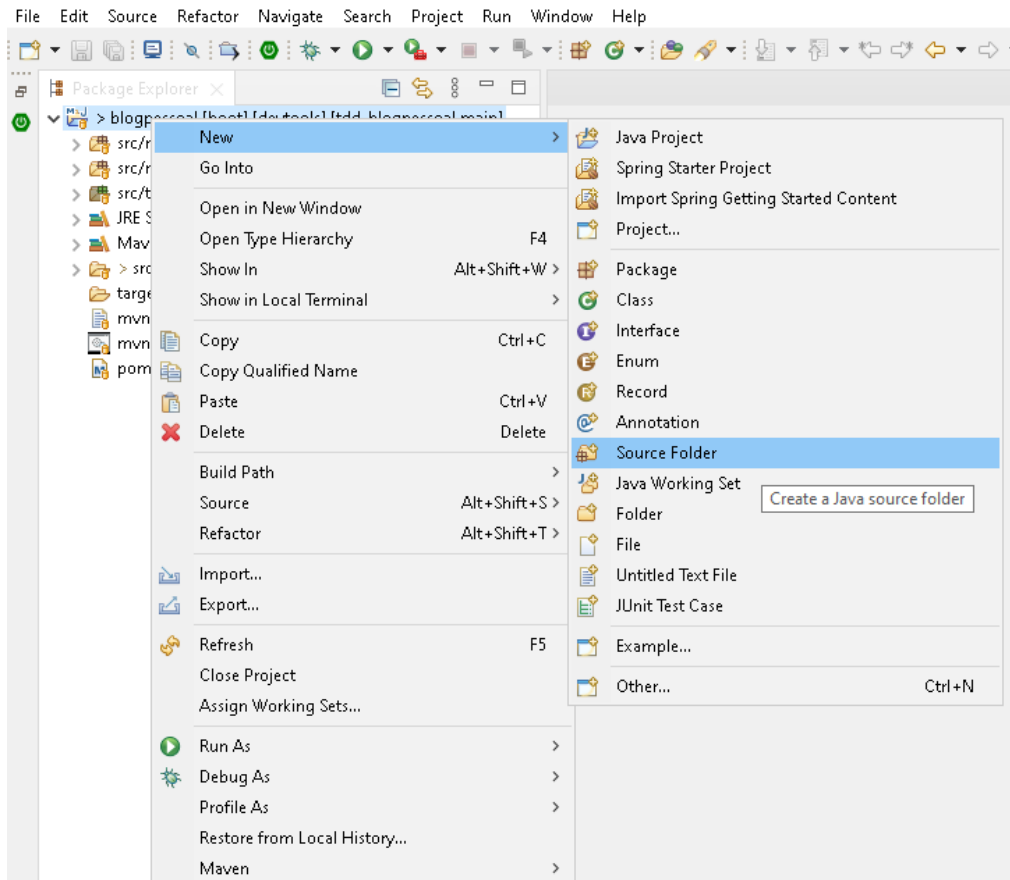 File Edit Source Refactor Navigate Search Project Run Window Help
Package Explorer
> blogpessoal [boot] [devtools] [tdd_blogpessoal main]
src/
src/
src/t
JRE S
Mav
> src
targe
mvn
mvn
pom
New
Go Into
Open in New Window
Open Type Hierarchy F4
Show In Alt+Shift+W >
Show in Local Terminal
Copy Ctrl+C
Copy Qualified Name
Paste Ctrl+V
Delete Delete
Build Path
Source Alt+Shift+S >
Refactor Alt+Shift+T >
Import...
Export...
Refresh F5
Close Project
Assign Working Sets...
Run As
Debug As
Profile As
Restore from Local History...
Maven
Java Project
Spring Starter Project
Import Spring Getting Started Content
Project...
Package
Class
Interface
Enum
Record
Annotation
Source Folder
Java Working Set
Create a Java source folder
Folder
File
Untitled Text File
JUnit Test Case
Example...
Other... Ctrl+N